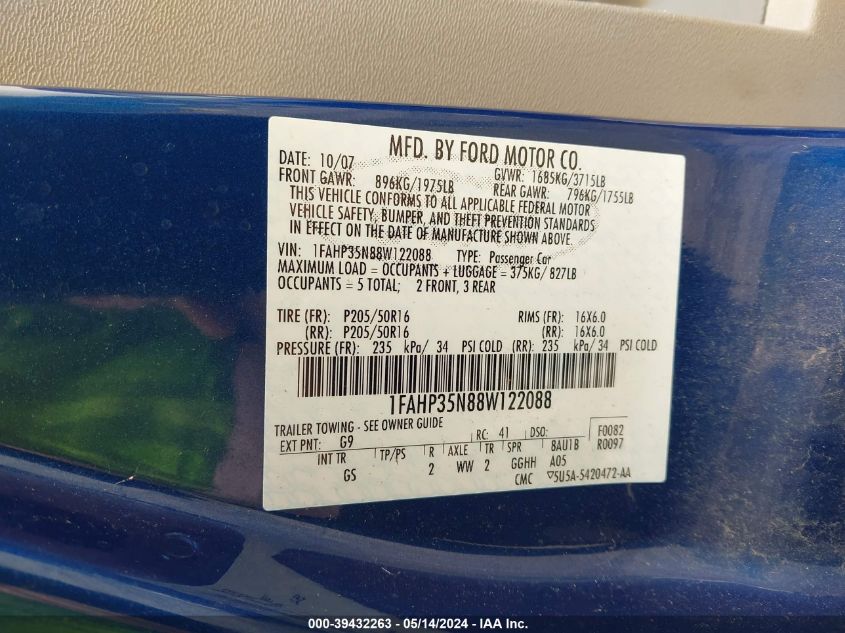 MFD. BY FORD MOTOR CO.
DATE: 10/07 GVWR: 1685KG/3715LB
FRONT GAWR: 896KG/1975LB REAR GAWR: 796KG/1755LB
THIS VEHICLE CONFORMS TO ALL APPLICABLE FEDERAL MOTOR
VEHICLE SAFETY, BUMPER, AND THEFT PREVENTION STANDARDS
IN EFFECT ON THE DATE OF MANUFACTURE SHOWN ABOVE.
VIN: 1FAHP35N88W122088 TYPE: Passenger Car
MAXIMUM LOAD = OCCUPANTS + LUGGAGE = 375KG/ 827LB
OCCUPANTS = 5 TOTAL; 2 FRONT, 3 REAR
TIRE (FR): P205/50R16 RIMS (FR): 16X6.0
(RR): P205/50R16 (RR): 16X6.0
PRESSURE (FR): 235 kPa/ 34 PSI COLD (RR): 235 kPa/ 34 PSI COLD
1FAHP35N88W122088
TRAILER TOWING - SEE OWNER GUIDE
EXT PNT: G9 RC: 41 DSO: F0082
INT TR TP/PS R AXLE TR SPR BAU1B R0097
GS 2 WW 2 GGHH A05
CMC ▽5U5A-5420472-AA
000-39432263 - 05/14/2024 - IAA Inc.